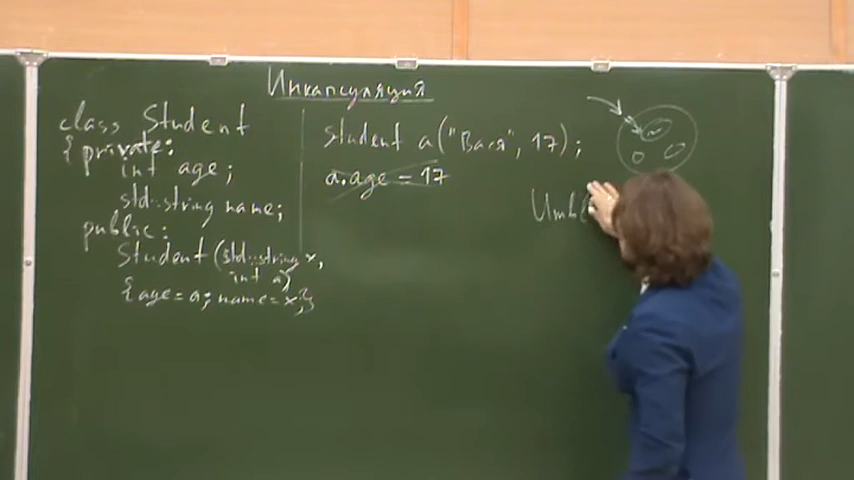 Инкапсуляция
class Student
{ private:
int age;
std::string name;
public:
Student (std::string x,
int a)
{age = a; name = x;}
student a("Вася", 17);
a.age = 17